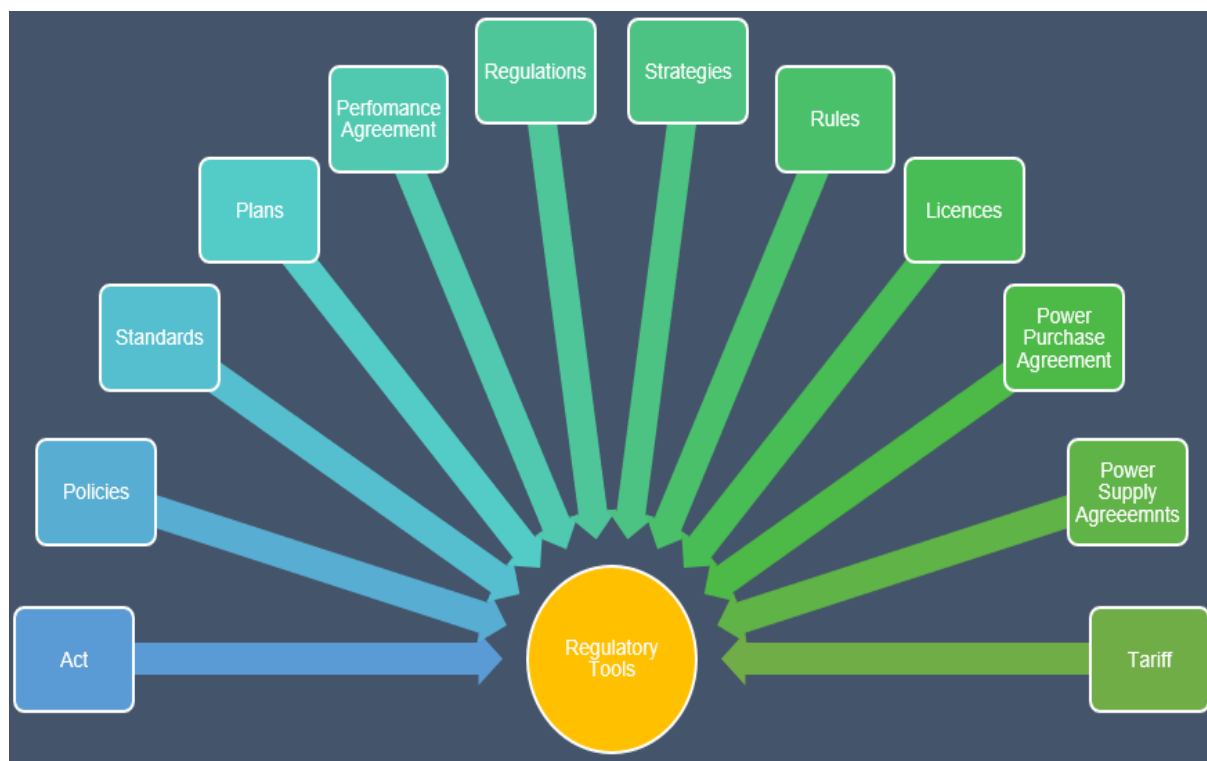 Act
Policies
Standards
Plans
Perfomance
Agreement
Regulations
Strategies
Rules
Licences
Power
Purchase
Agreement
Power
Supply
Agreeemnts
Tariff
Regulatory
Tools